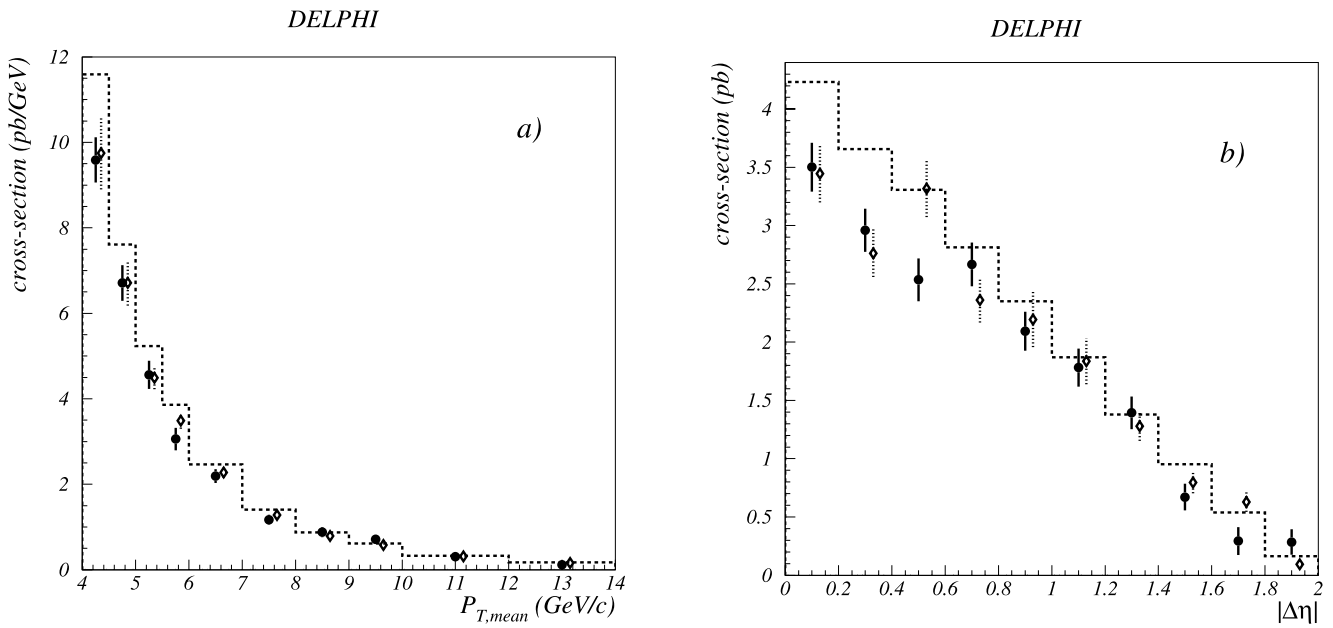 DELPHI
cross-section (pb/GeV)
a)
12
10
8
6
4
2
0
4 5 6 7 8 9 10 11 12 13 14
P_{T,mean} (GeV/c)
DELPHI
cross-section (pb)
b)
4
3.5
3
2.5
2
1.5
1
0.5
0
0 0.2 0.4 0.6 0.8 1 1.2 1.4 1.6 1.8 2
|Δη|